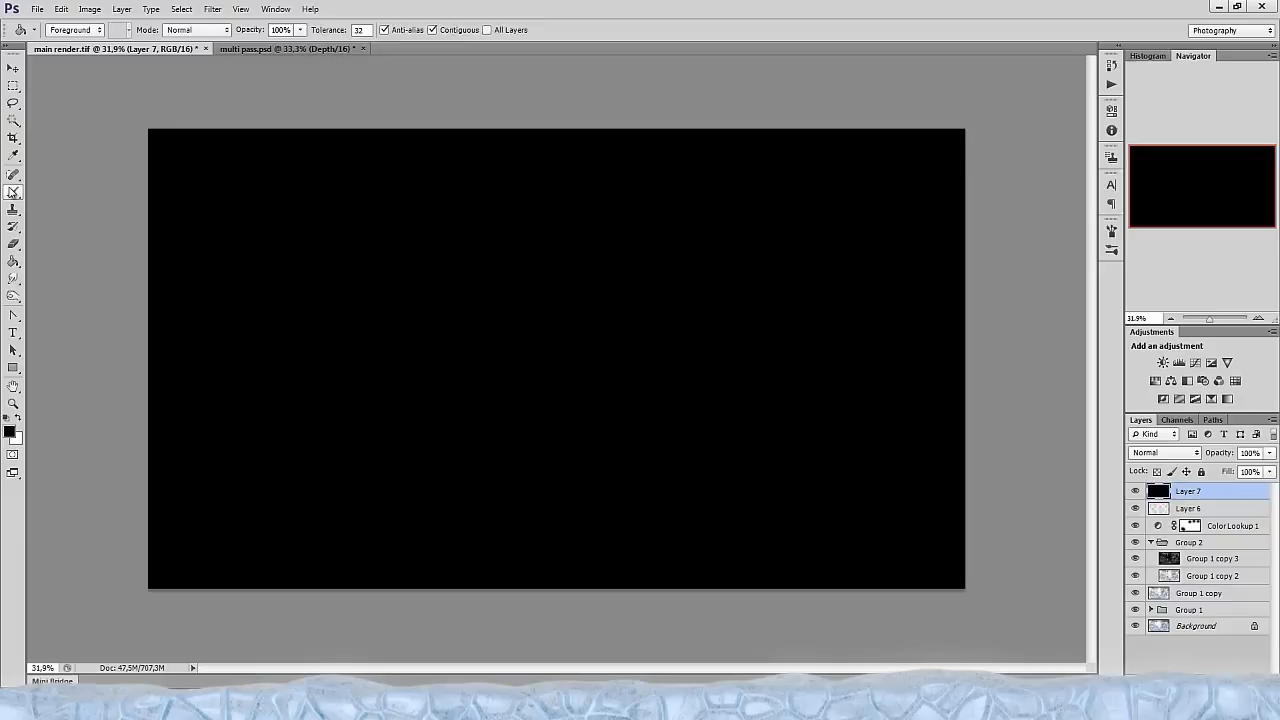 Ps File Edit Image Layer Type Select Filter View Window Help
Foreground Mode: Normal Opacity: 100% Tolerance: 32 Anti-alias Contiguous All Layers Photography
main render.tif @ 31,9% (Layer 7, RGB/16) * × multi pass.psd @ 33,3% (Depth/16) * ×
Histogram Navigator
31.9%
Adjustments
Add an adjustment
Layers Channels Paths
Kind
Normal Opacity: 100%
Lock: Fill: 100%
Layer 7
Layer 6
Color Lookup 1
Group 2
Group 1 copy 3
Group 1 copy 2
Group 1 copy
Group 1
Background
31,9% Doc: 47,5M/707,3M
Mini Bridge